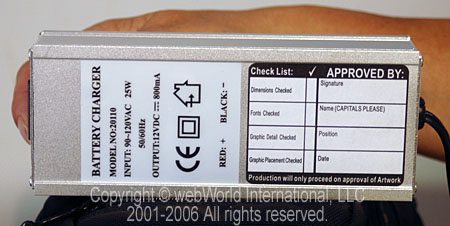 BATTERY CHARGER
MODEL NO:20110
INPUT: 90~120VAC 25W
50/60Hz
OUTPUT:12VDC ⎓ 800mA
CE
RED: + BLACK: −
Check List: ✓ APPROVED BY:
Dimensions Checked
Signature
Fonts Checked
Name (CAPITALS PLEASE)
Graphic Detail Checked
Position
Graphic Placement Checked
Date
Production will only proceed on approval of Artwork
Copyright © webWorld International, LLC
2001-2006 All rights reserved.